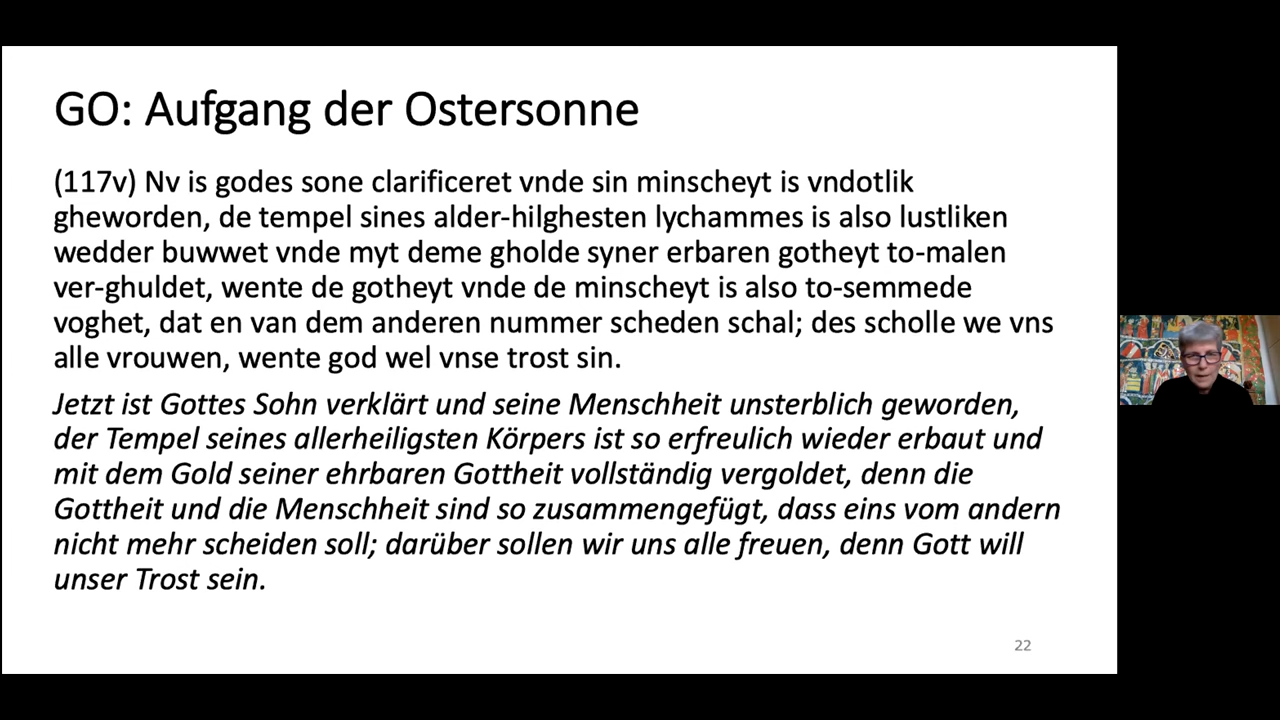 GO: Aufgang der Ostersonne
(117v) Nv is godes sone clarificeret vnde sin minscheyt is vndotlik
gheworden, de tempel sines alder-hilghesten lychammes is also lustliken
wedder buwwet vnde myt deme gholde syner erbaren gotheyt to-malen
ver-ghuldet, wente de gotheyt vnde de minscheyt is also to-semmede
voghet, dat en van dem anderen nummer scheden schal; des scholle we vns
alle vrouwen, wente god wel vnse trost sin.
Jetzt ist Gottes Sohn verklärt und seine Menschheit unsterblich geworden,
der Tempel seines allerheiligsten Körpers ist so erfreulich wieder erbaut und
mit dem Gold seiner ehrbaren Gottheit vollständig vergoldet, denn die
Gottheit und die Menschheit sind so zusammengefügt, dass eins vom andern
nicht mehr scheiden soll; darüber sollen wir uns alle freuen, denn Gott will
unser Trost sein.
22